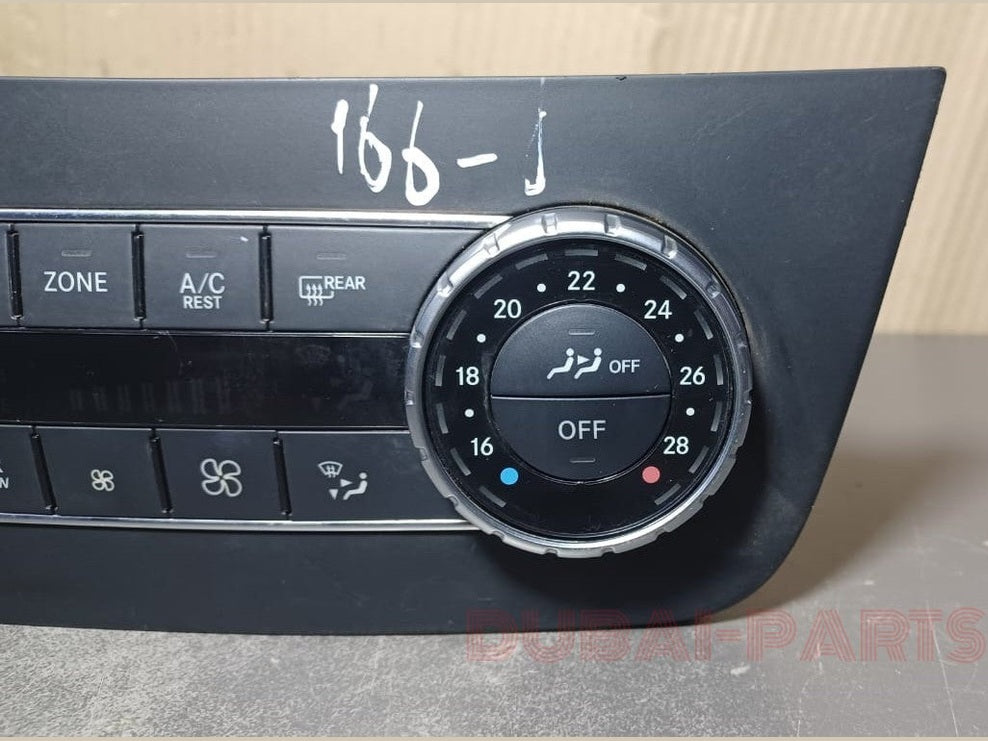 166-J
ZONE
A/C
REST
REAR
22
20
24
18
26
16
28
OFF
OFF
DUBAI-PARTS